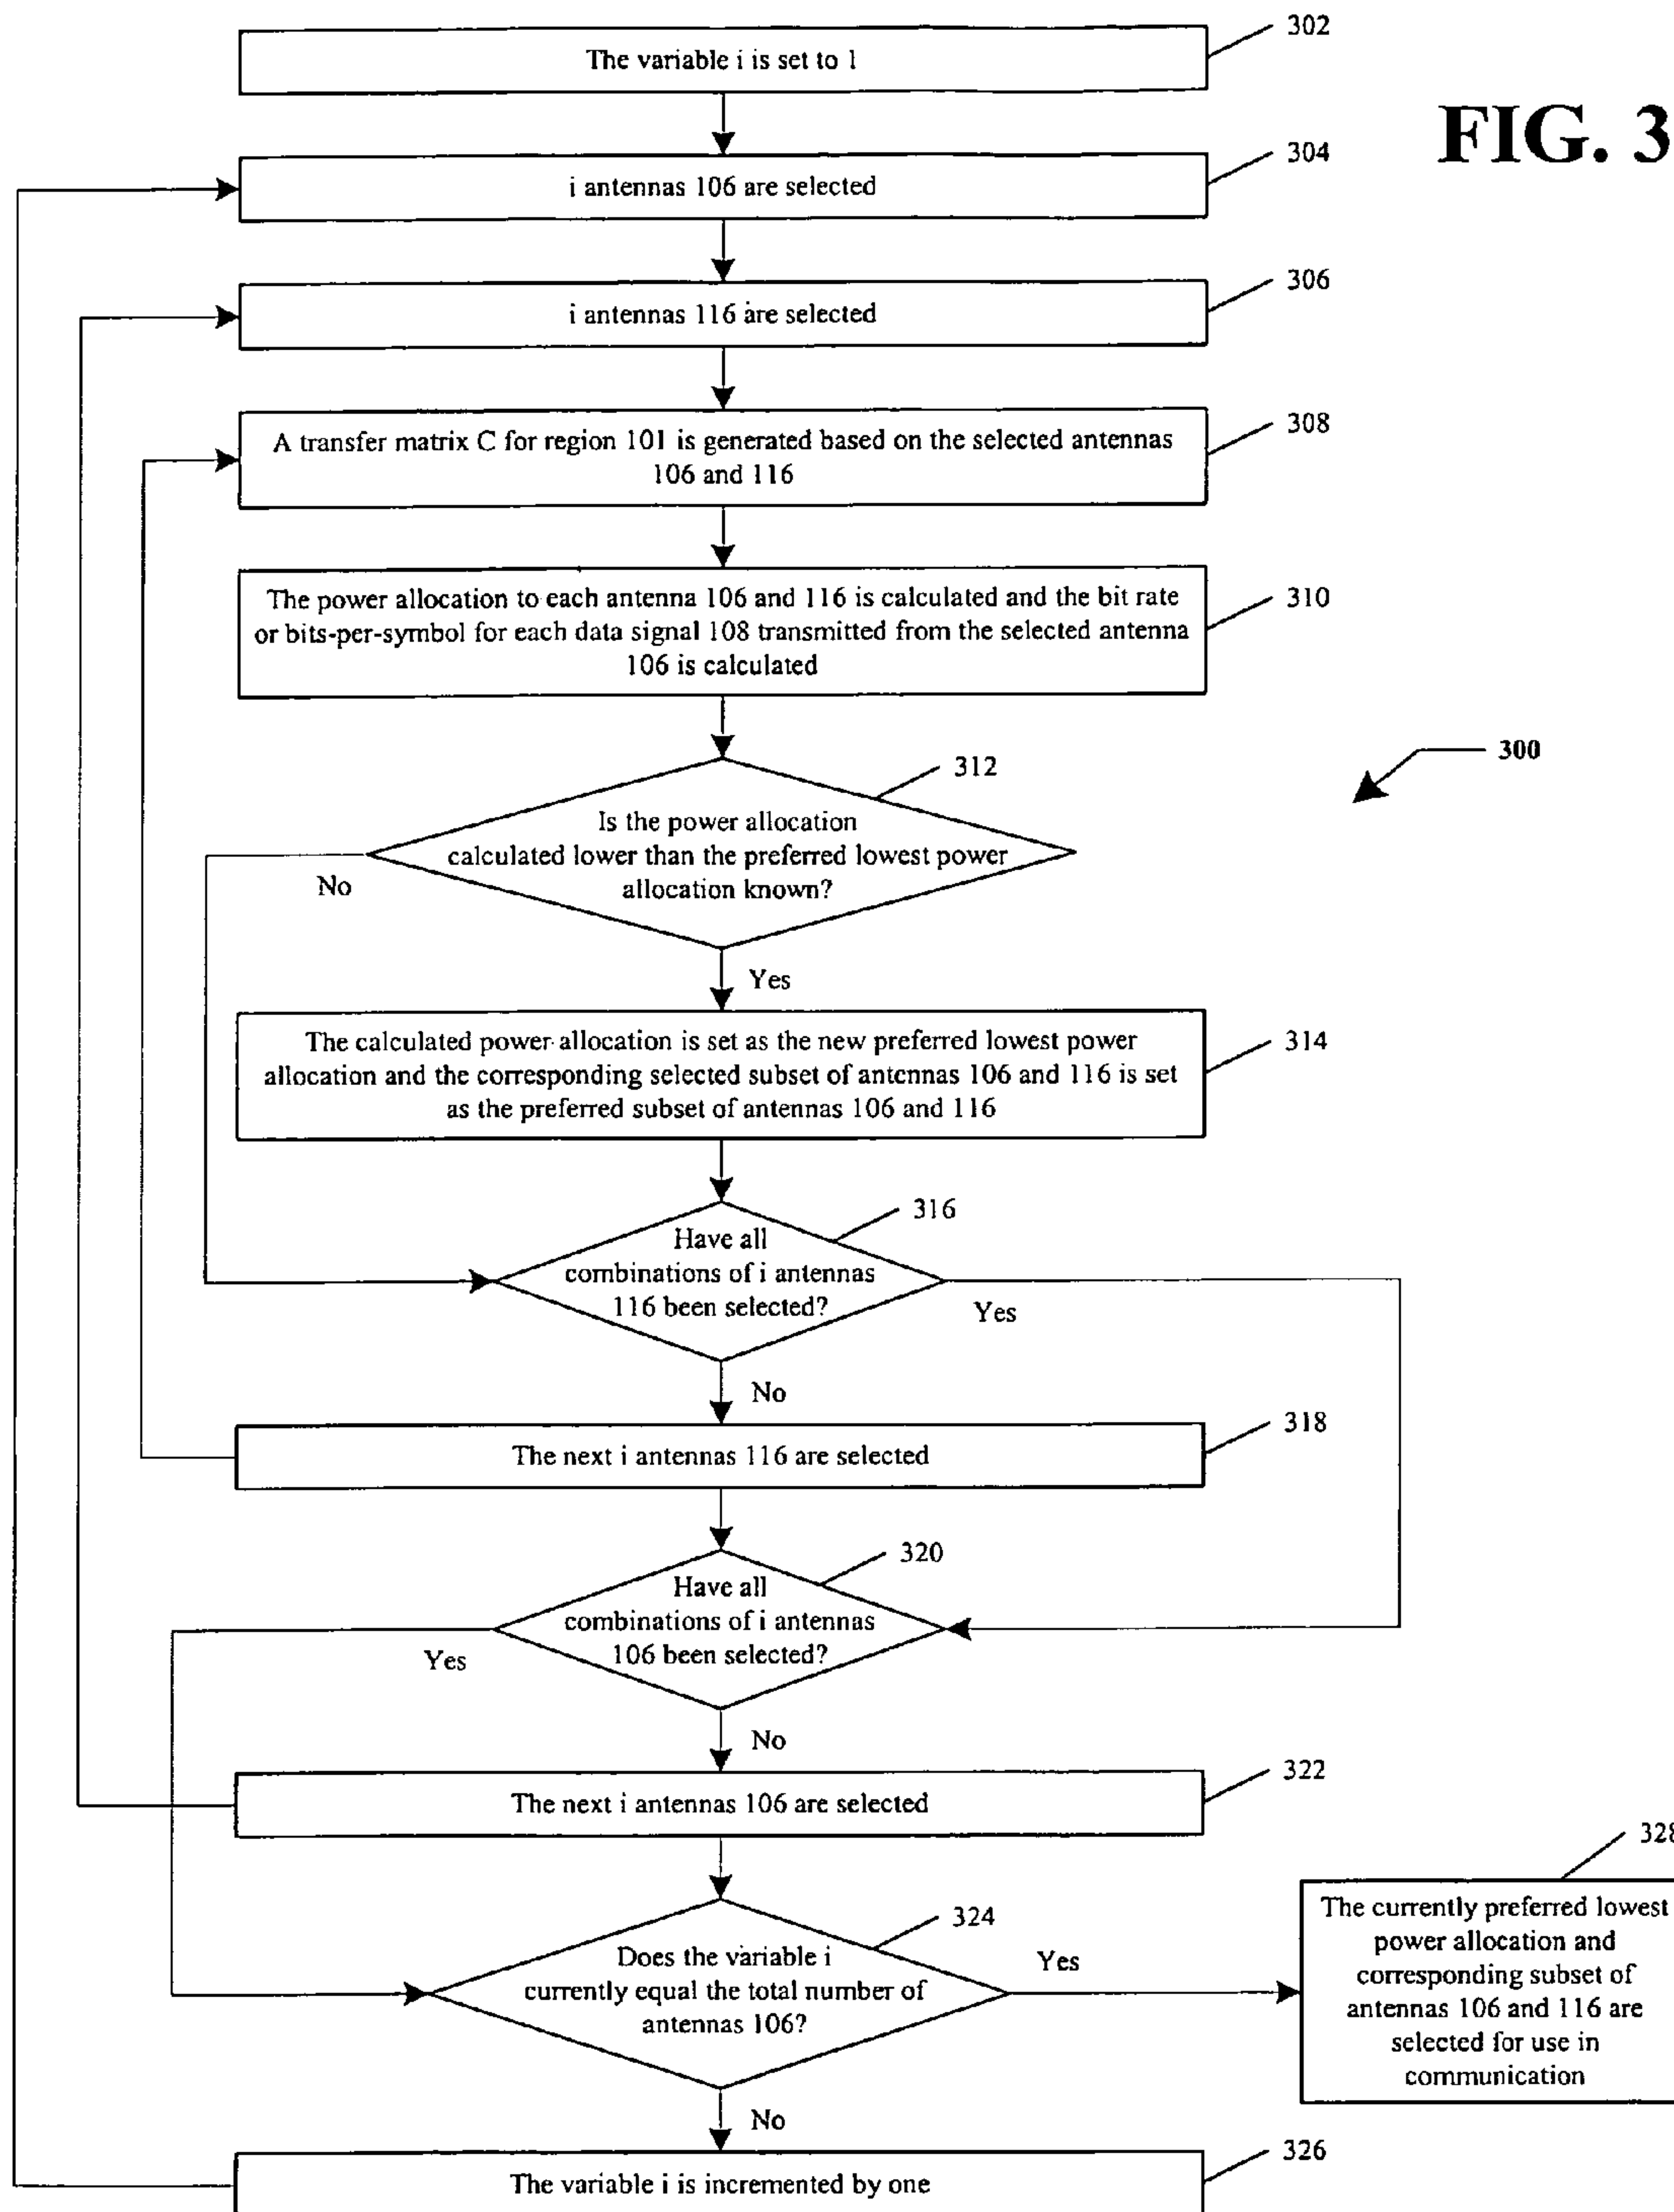 302
The variable i is set to 1
FIG. 3
304
i antennas 106 are selected
306
i antennas 116 are selected
308
A transfer matrix C for region 101 is generated based on the selected antennas
106 and 116
310
The power allocation to each antenna 106 and 116 is calculated and the bit rate
or bits-per-symbol for each data signal 108 transmitted from the selected antenna
106 is calculated
300
312
Is the power allocation
calculated lower than the preferred lowest power
allocation known?
No
Yes
314
The calculated power allocation is set as the new preferred lowest power
allocation and the corresponding selected subset of antennas 106 and 116 is set
as the preferred subset of antennas 106 and 116
316
Have all
combinations of i antennas
116 been selected?
Yes
No
318
The next i antennas 116 are selected
320
Have all
combinations of i antennas
106 been selected?
Yes
No
322
The next i antennas 106 are selected
324
Does the variable i
currently equal the total number of
antennas 106?
Yes
328
The currently preferred lowest
power allocation and
corresponding subset of
antennas 106 and 116 are
selected for use in
communication
No
326
The variable i is incremented by one